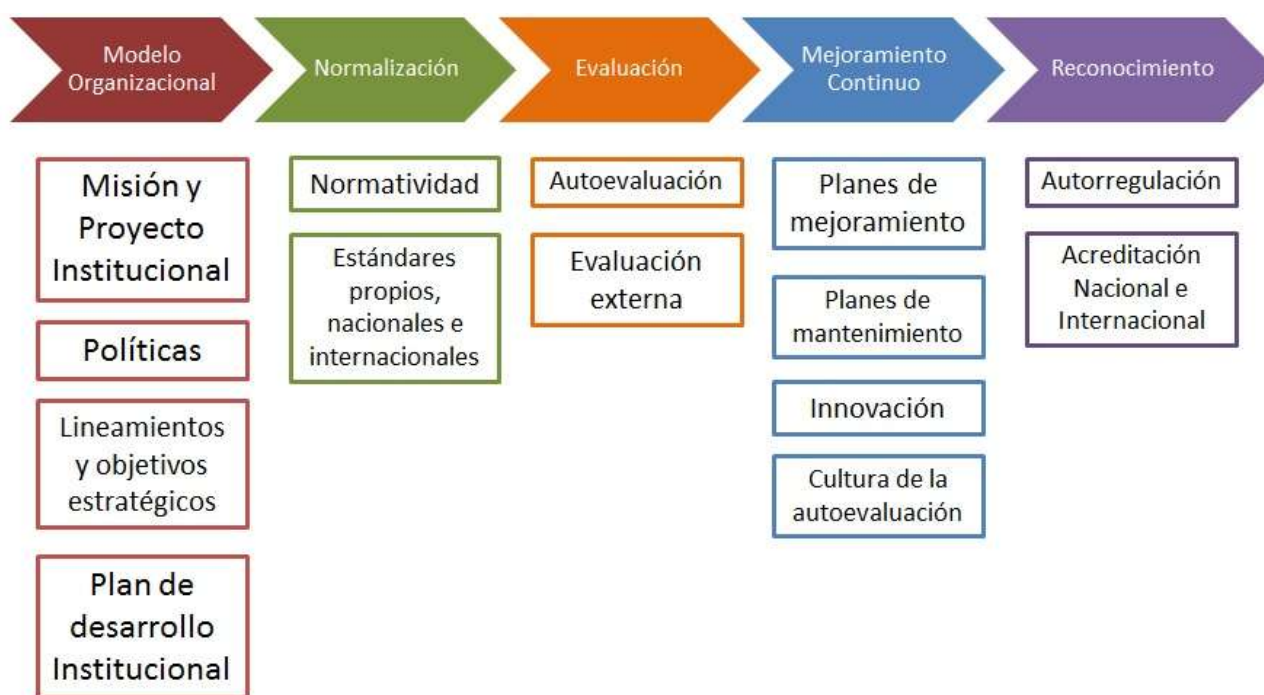 Modelo
Organizacional
Normalización
Evaluación
Mejoramiento
Continuo
Reconocimiento
Misión y
Proyecto
Institucional
Políticas
Lineamientos
y objetivos
estratégicos
Plan de
desarrollo
Institucional
Normatividad
Estándares
propios,
nacionales e
internacionales
Autoevaluación
Evaluación
externa
Planes de
mejoramiento
Planes de
mantenimiento
Innovación
Cultura de la
autoevaluación
Autorregulación
Acreditación
Nacional e
Internacional